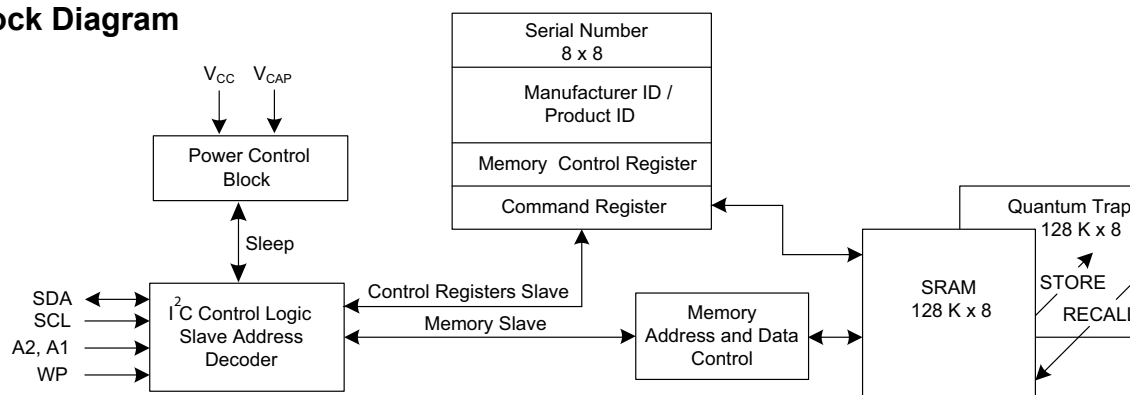 ock Diagram
Serial Number
8 x 8
Manufacturer ID /
Product ID
Memory Control Register
Command Register
VCC VCAP
Power Control
Block
Sleep
Quantum Trap
128 K x 8
SRAM
128 K x 8
STORE
RECALL
SDA
SCL
A2, A1
WP
I2C Control Logic
Slave Address
Decoder
Control Registers Slave
Memory Slave
Memory
Address and Data
Control